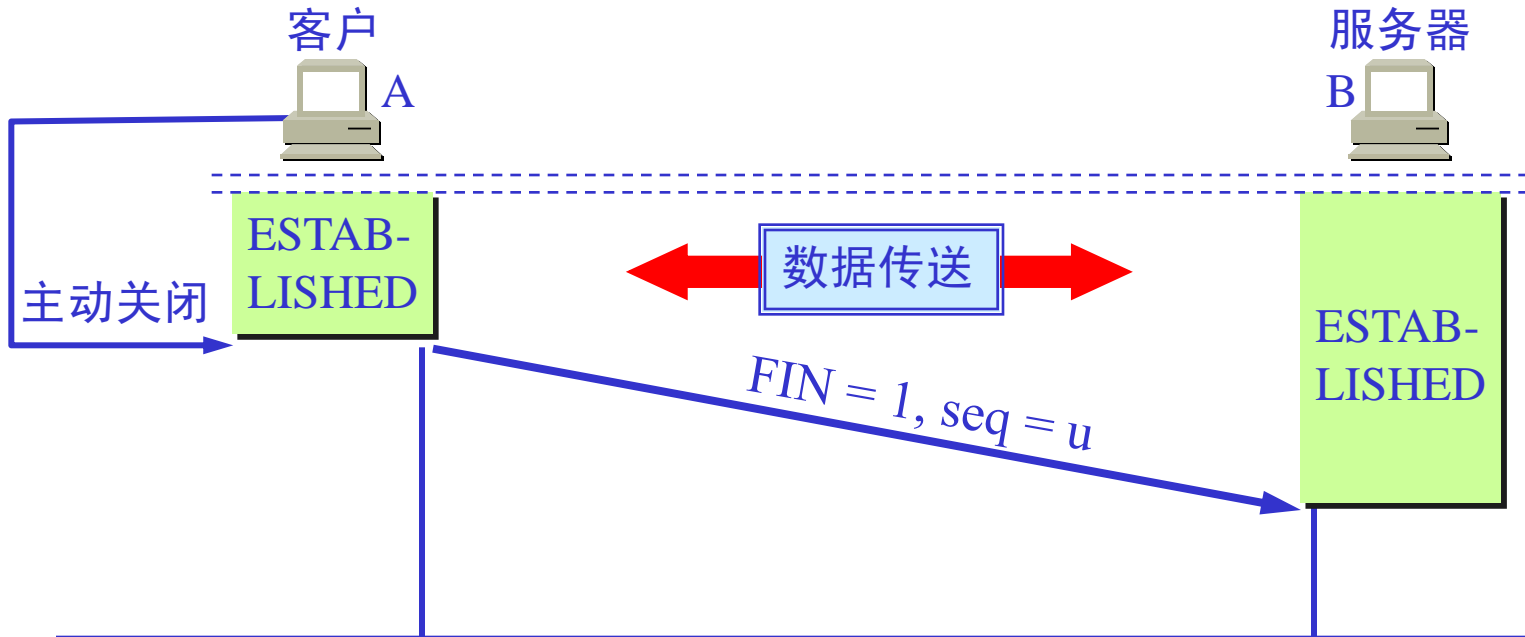 客户
A
服务器
B
ESTAB-
LISHED
数据传送
主动关闭
ESTAB-
LISHED
FIN = 1, seq = u